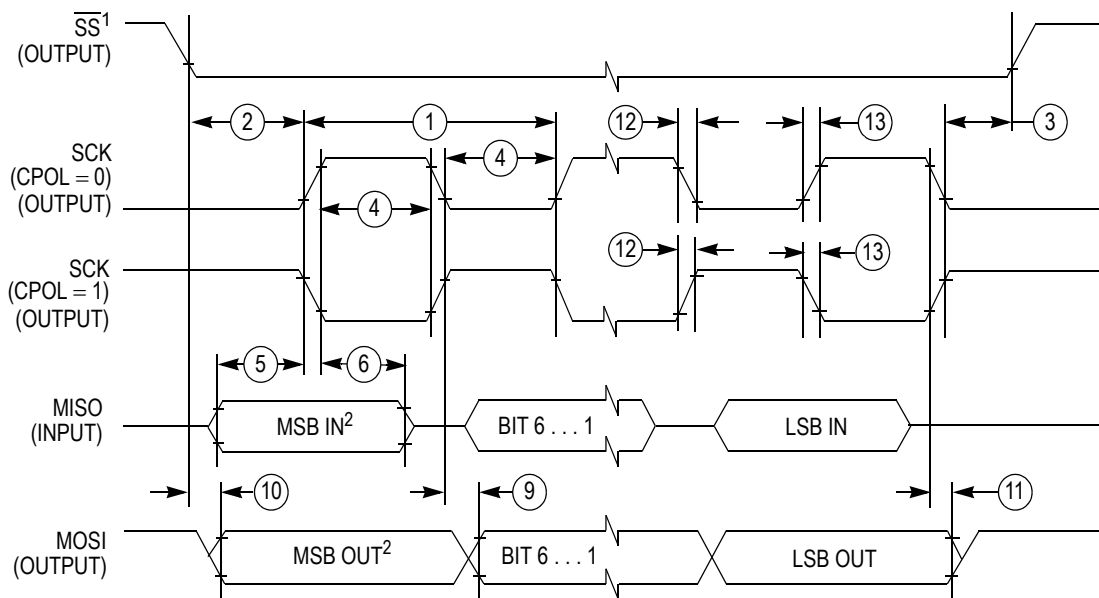 SS¹
(OUTPUT)
2
1
12
13
3
SCK
(CPOL = 0)
(OUTPUT)
4
4
SCK
(CPOL = 1)
(OUTPUT)
12
13
5
6
MISO
(INPUT)
MSB IN²
BIT 6 . . . 1
LSB IN
10
9
11
MOSI
(OUTPUT)
MSB OUT²
BIT 6 . . . 1
LSB OUT